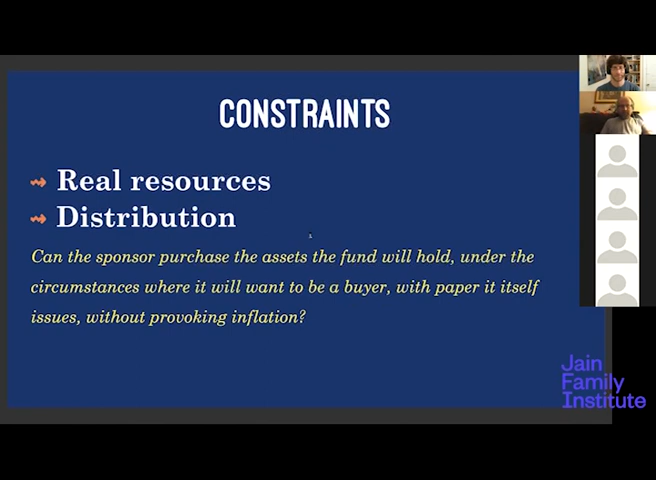 CONSTRAINTS
Real resources
Distribution
Can the sponsor purchase the assets the fund will hold, under the
circumstances where it will want to be a buyer, with paper it itself
issues, without provoking inflation?
Jain
Family
Institute